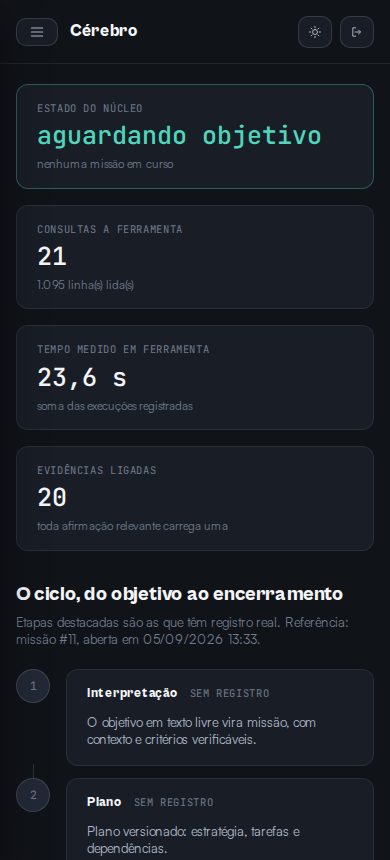 Cérebro
ESTADO DO NÚCLEO
aguardando objetivo
nenhuma missão em curso
CONSULTAS A FERRAMENTA
21
1.095 linha(s) lida(s)
TEMPO MEDIDO EM FERRAMENTA
23,6 s
soma das execuções registradas
EVIDÊNCIAS LIGADAS
20
toda afirmação relevante carrega uma
O ciclo, do objetivo ao encerramento
Etapas destacadas são as que têm registro real. Referência:
missão #11, aberta em 05/09/2026 13:33.
1
Interpretação SEM REGISTRO
O objetivo em texto livre vira missão, com
contexto e critérios verificáveis.
2
Plano SEM REGISTRO
Plano versionado: estratégia, tarefas e
dependências.